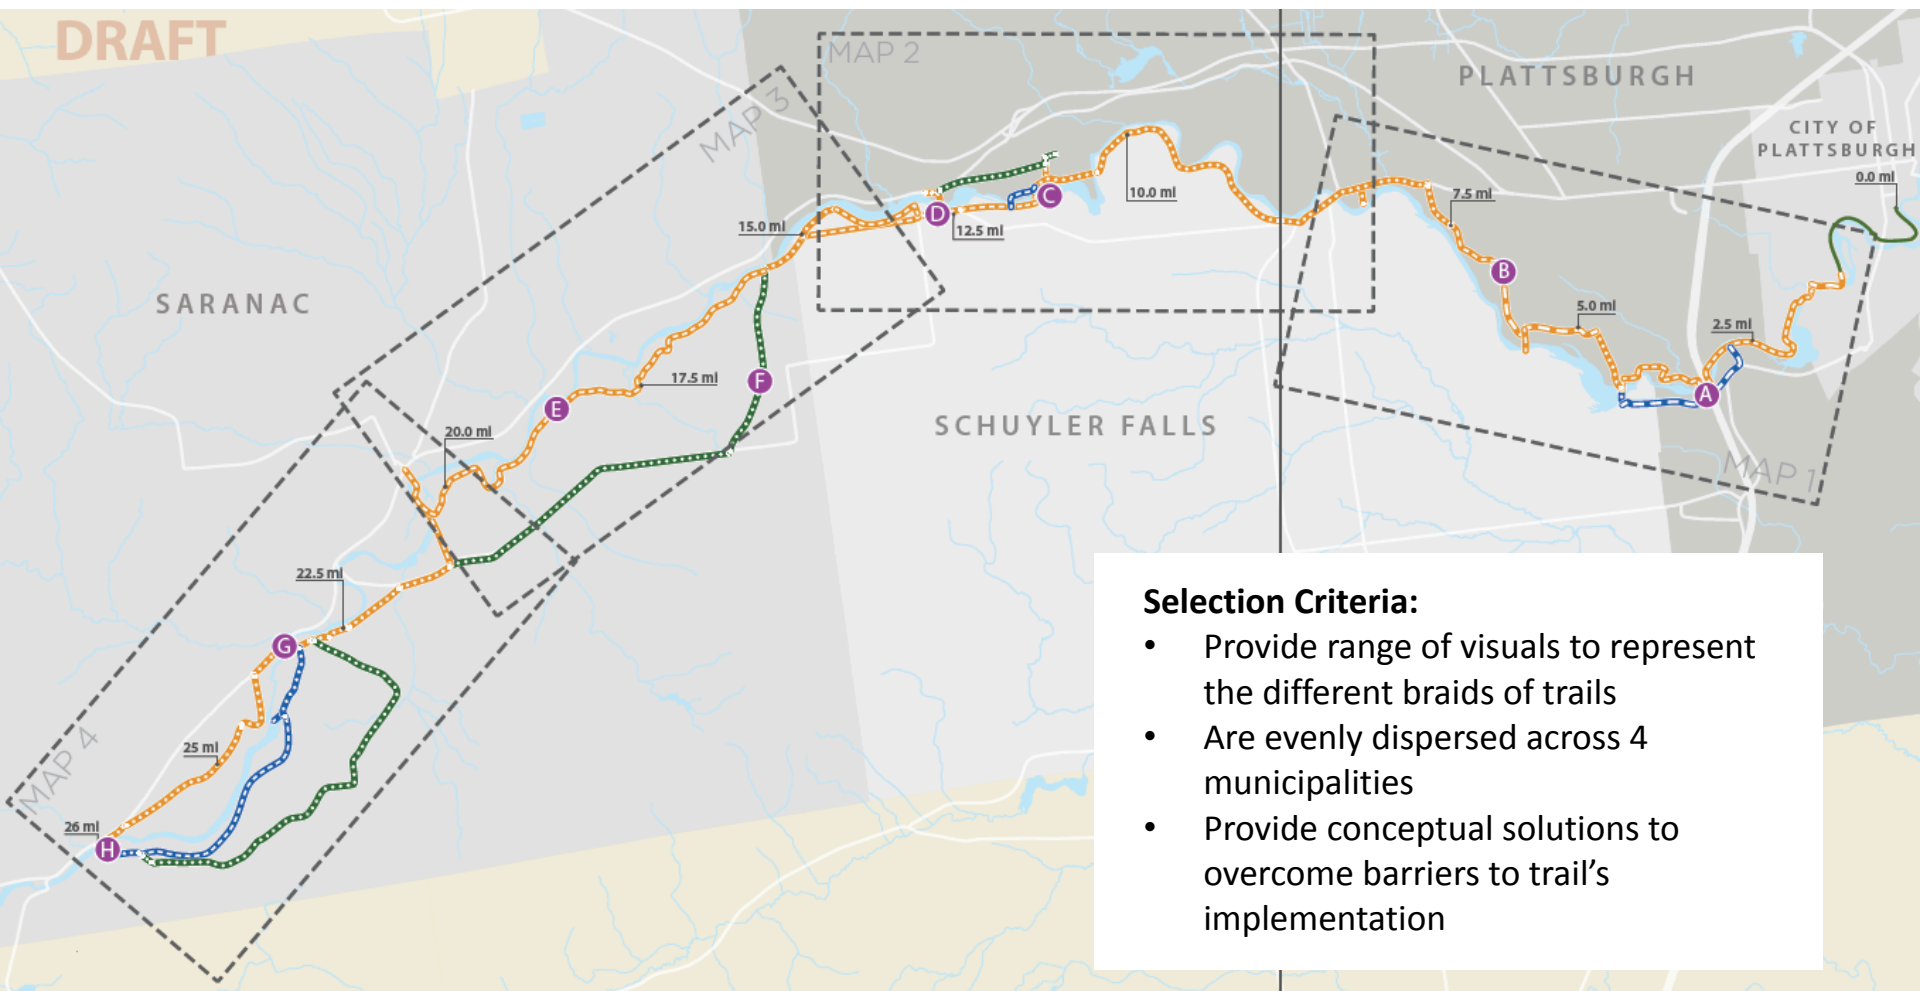 DRAFT
MAP 2
PLATTSBURGH
MAP 3
CITY OF
PLATTSBURGH
0.0 mi
10.0 mi
7.5 mi
C
D
15.0 mi
12.5 mi
B
SARANAC
5.0 mi
2.5 mi
17.5 mi
F
A
E
SCHUYLER FALLS
20.0 mi
MAP 1
22.5 mi
G
25 mi
MAP 4
26 mi
H
Selection Criteria:
• Provide range of visuals to represent
the different braids of trails
• Are evenly dispersed across 4
municipalities
• Provide conceptual solutions to
overcome barriers to trail’s
implementation